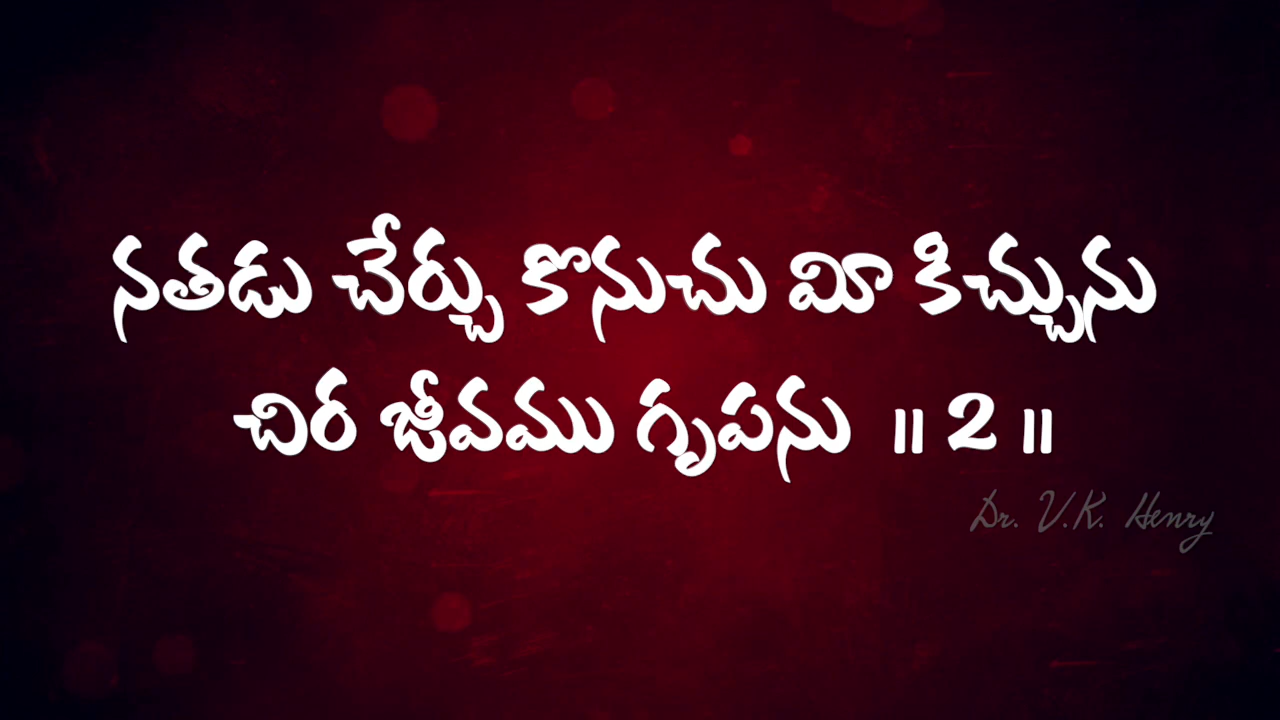 నతడు చేర్చు కొనుచు మీ కిచ్చును
చిర జీవము గృపను ॥ 2 ॥
Dr. V.K. Henry